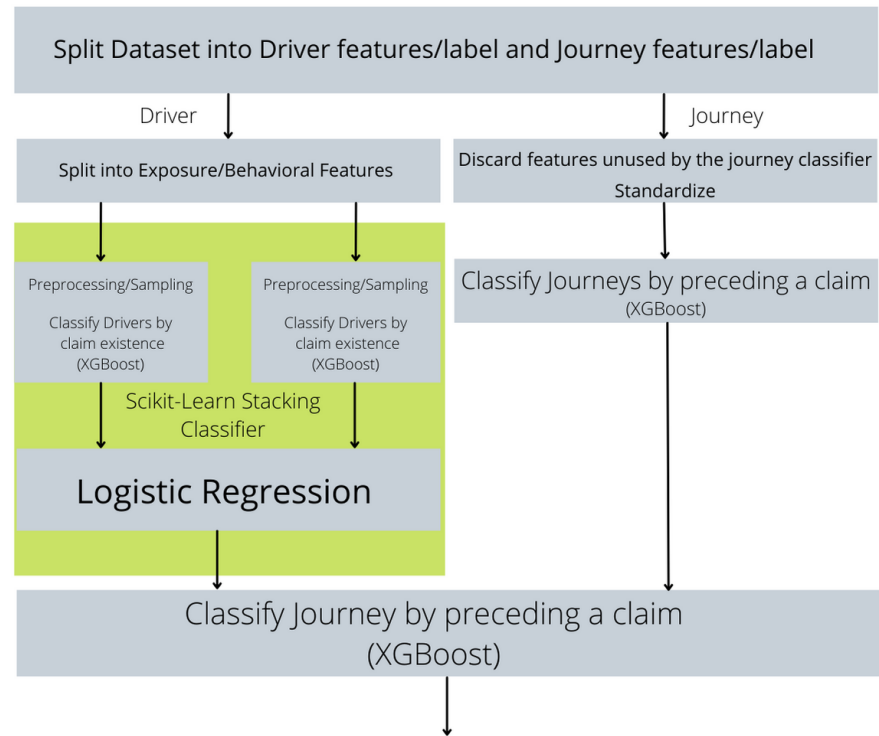 Split Dataset into Driver features/label and Journey features/label
Driver
Journey
Split into Exposure/Behavioral Features
Discard features unused by the journey classifier
Standardize
Preprocessing/Sampling
Classify Drivers by
claim existence
(XGBoost)
Preprocessing/Sampling
Classify Drivers by
claim existence
(XGBoost)
Classify Journeys by preceding a claim
(XGBoost)
Scikit-Learn Stacking
Classifier
Logistic Regression
Classify Journey by preceding a claim
(XGBoost)